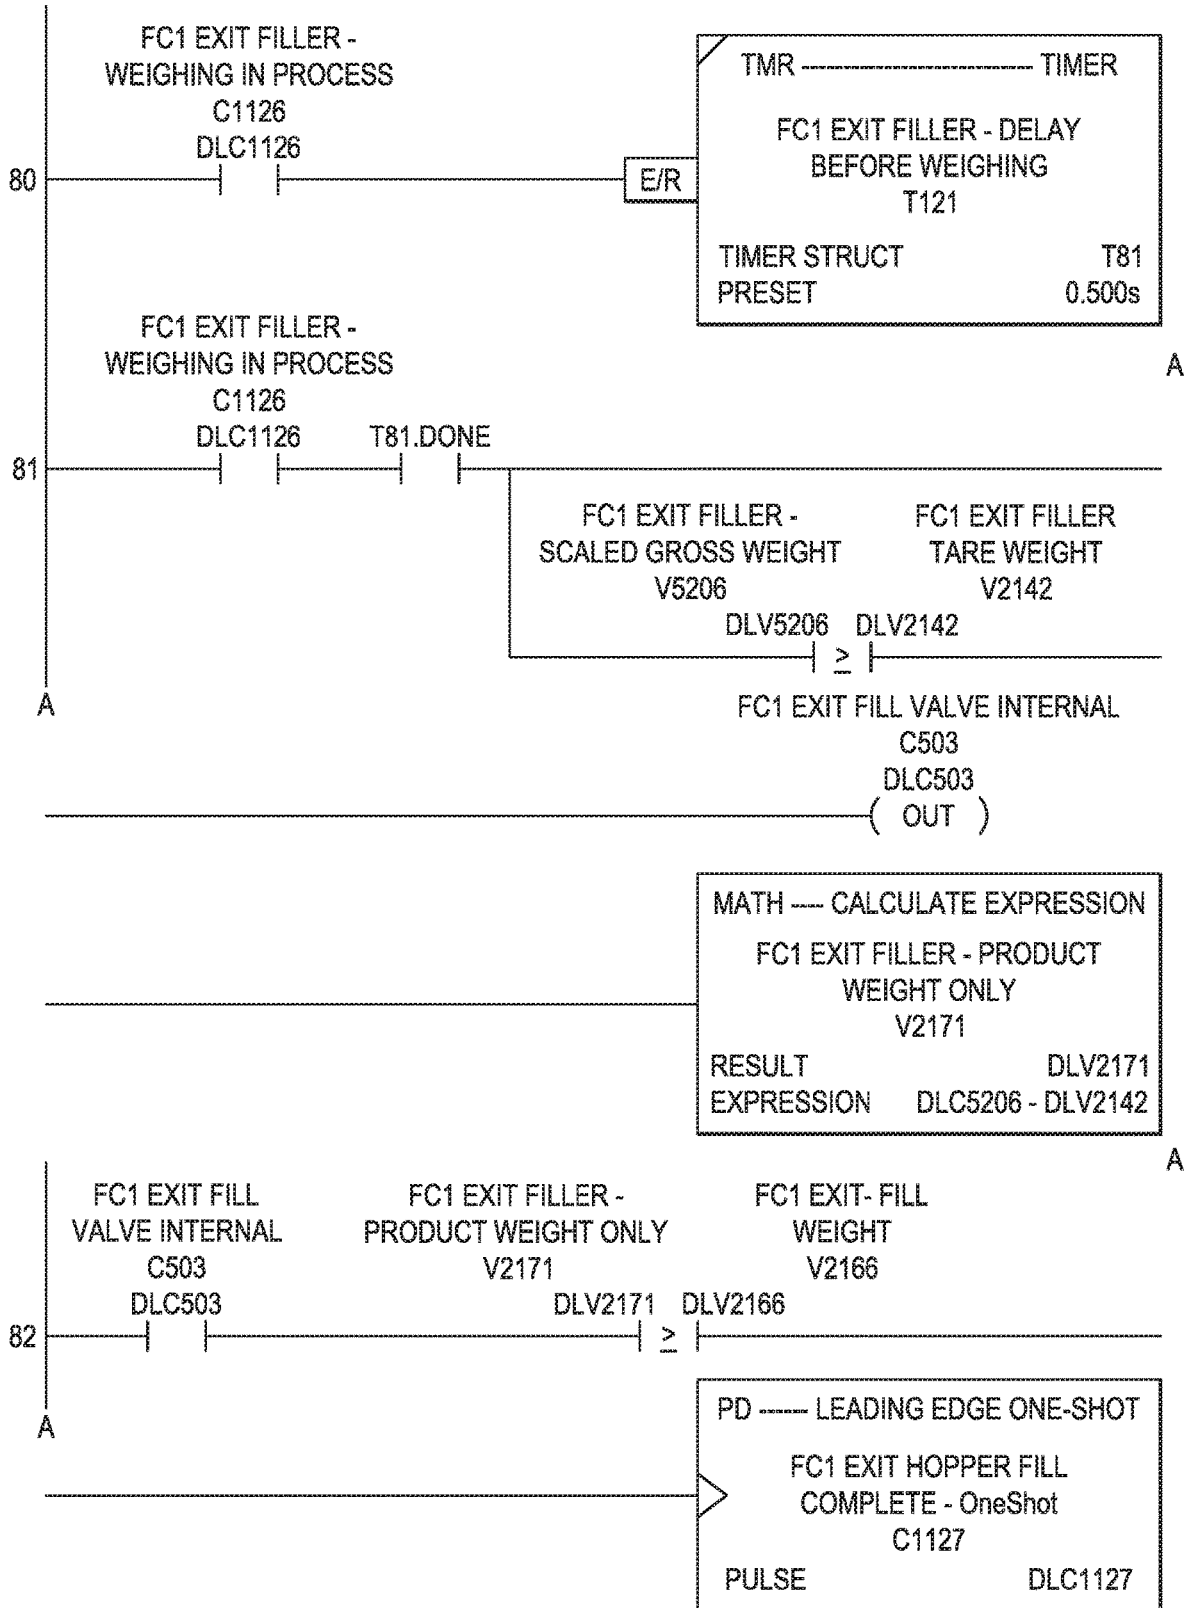 FC1 EXIT FILLER -
WEIGHING IN PROCESS
C1126
DLC1126
80
E/R
TMR ---------------------- TIMER
FC1 EXIT FILLER - DELAY
BEFORE WEIGHING
T121
TIMER STRUCT T81
PRESET 0.500s
A
FC1 EXIT FILLER -
WEIGHING IN PROCESS
C1126
DLC1126 T81.DONE
81
FC1 EXIT FILLER -
SCALED GROSS WEIGHT
V5206
DLV5206
≥
FC1 EXIT FILLER
TARE WEIGHT
V2142
DLV2142
A
FC1 EXIT FILL VALVE INTERNAL
C503
DLC503
( OUT )
MATH ---- CALCULATE EXPRESSION
FC1 EXIT FILLER - PRODUCT
WEIGHT ONLY
V2171
RESULT DLV2171
EXPRESSION DLC5206 - DLV2142
A
FC1 EXIT FILL
VALVE INTERNAL
C503
DLC503
82
FC1 EXIT FILLER -
PRODUCT WEIGHT ONLY
V2171
DLV2171
≥
FC1 EXIT- FILL
WEIGHT
V2166
DLV2166
A
PD ------ LEADING EDGE ONE-SHOT
FC1 EXIT HOPPER FILL
COMPLETE - OneShot
C1127
PULSE DLC1127